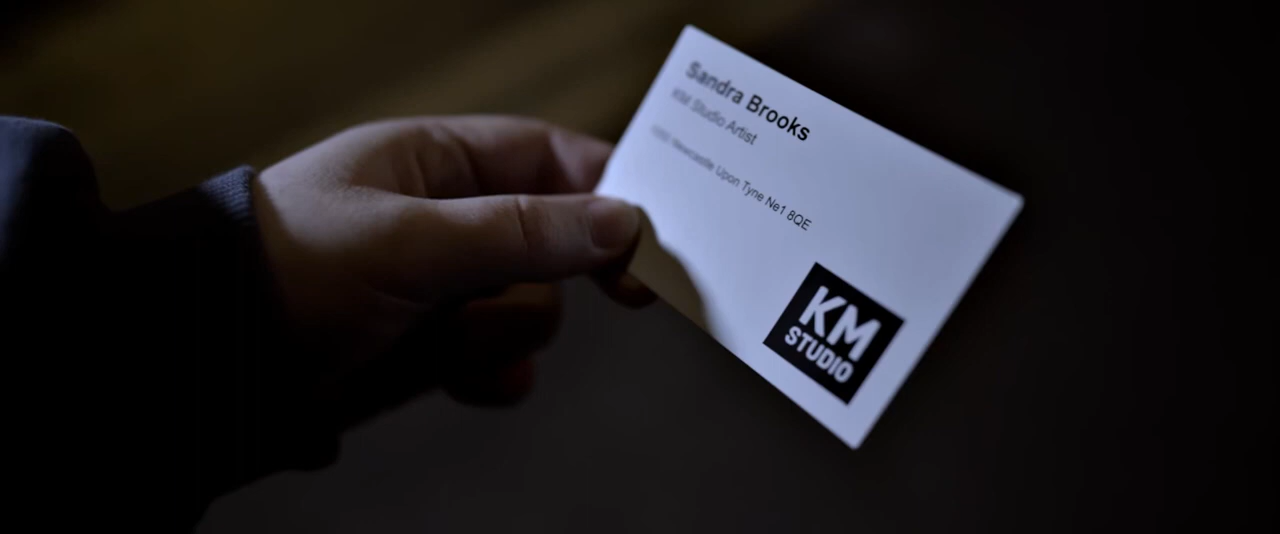 Sandra Brooks
KM Studio Artist
Newcastle Upon Tyne Ne1 8QE
KM
STUDIO